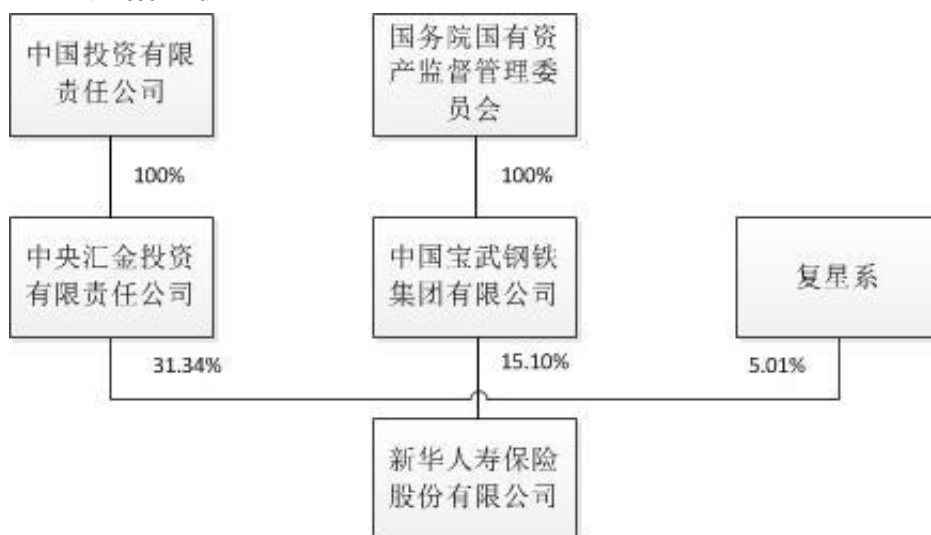 中国投资有限
责任公司
国务院国有资
产监督管理委
员会
100%
100%
中央汇金投资
有限责任公司
中国宝武钢铁
集团有限公司
复星系
31.34%
15.10%
5.01%
新华人寿保险
股份有限公司